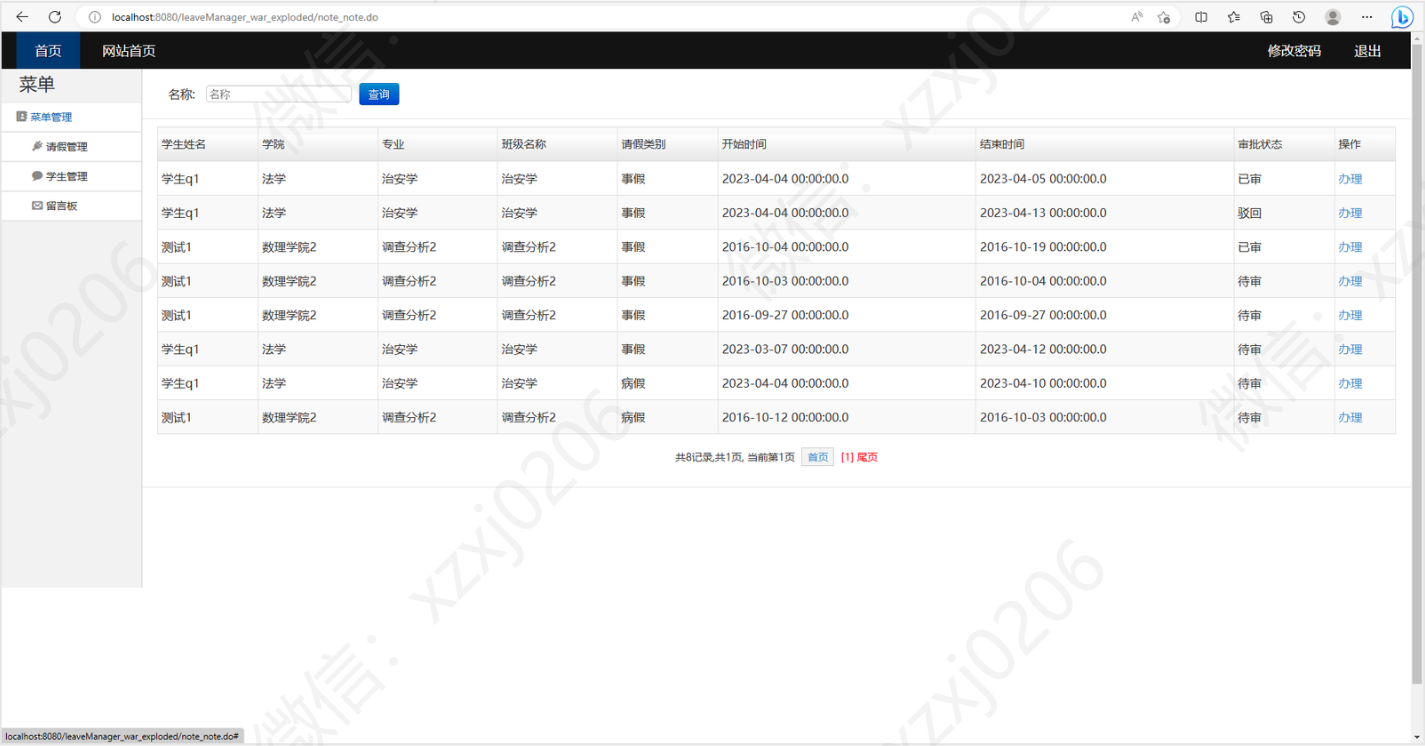 localhost:8080/leaveManager_war_exploded/note_note.do
首页 网站首页 修改密码 退出
菜单
菜单管理
请假管理
学生管理
留言板
名称: 名称 查询
学生姓名 学院 专业 班级名称 请假类别 开始时间 结束时间 审批状态 操作
学生q1 法学 治安学 治安学 事假 2023-04-04 00:00:00.0 2023-04-05 00:00:00.0 已审 办理
学生q1 法学 治安学 治安学 事假 2023-04-04 00:00:00.0 2023-04-13 00:00:00.0 驳回 办理
测试1 数理学院2 调查分析2 调查分析2 事假 2016-10-04 00:00:00.0 2016-10-19 00:00:00.0 已审 办理
测试1 数理学院2 调查分析2 调查分析2 事假 2016-10-03 00:00:00.0 2016-10-04 00:00:00.0 待审 办理
测试1 数理学院2 调查分析2 调查分析2 事假 2016-09-27 00:00:00.0 2016-09-27 00:00:00.0 待审 办理
学生q1 法学 治安学 治安学 事假 2023-03-07 00:00:00.0 2023-04-12 00:00:00.0 待审 办理
学生q1 法学 治安学 治安学 病假 2023-04-04 00:00:00.0 2023-04-10 00:00:00.0 待审 办理
测试1 数理学院2 调查分析2 调查分析2 病假 2016-10-12 00:00:00.0 2016-10-03 00:00:00.0 待审 办理
共8记录,共1页, 当前第1页 首页 [1] 尾页
localhost:8080/leaveManager_war_exploded/note_note.do#
微信: xzxj0206